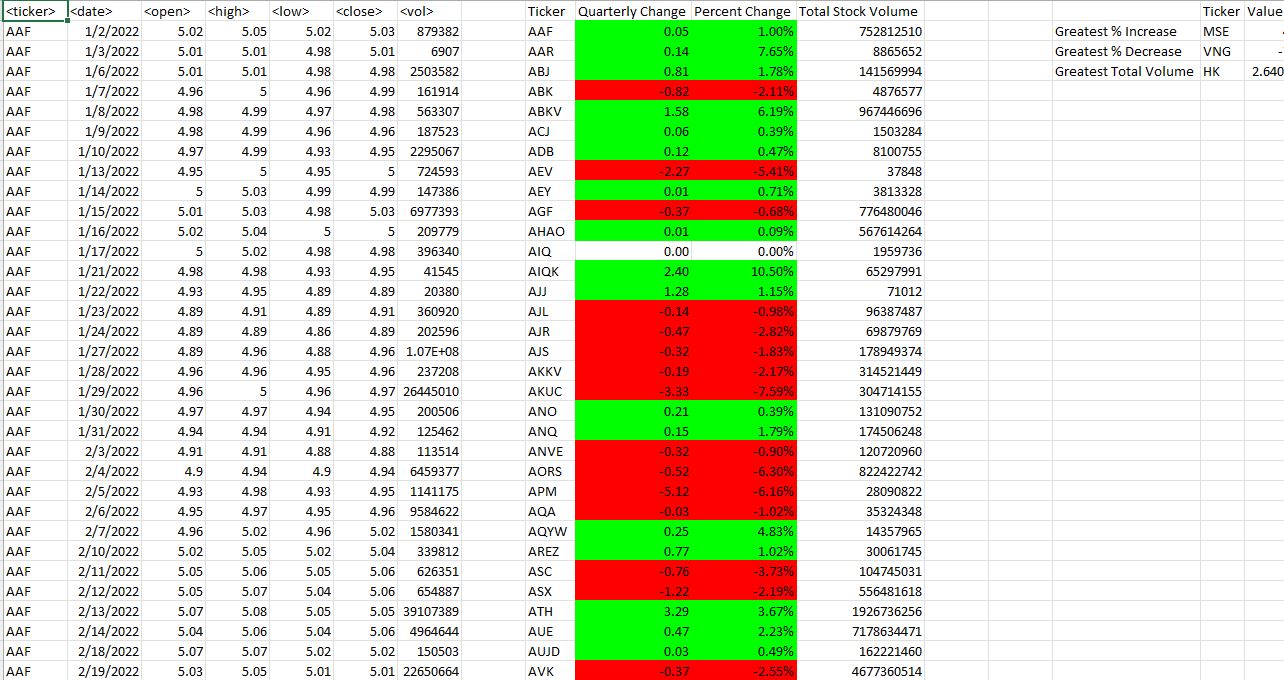 <ticker> <date> <open> <high> <low> <close> <vol> Ticker Quarterly Change Percent Change Total Stock Volume Ticker Value
AAF 1/2/2022 5.02 5.05 5.02 5.03 879382 AAF 0.05 1.00% 752812510 Greatest % Increase MSE
AAF 1/3/2022 5.01 5.01 4.98 5.01 6907 AAR 0.14 7.65% 8865652 Greatest % Decrease VNG -
AAF 1/6/2022 5.01 5.01 4.98 4.98 2503582 ABJ 0.81 1.78% 141569994 Greatest Total Volume HK 2.640
AAF 1/7/2022 4.96 5 4.96 4.99 161914 ABK -0.82 -2.11% 4876577
AAF 1/8/2022 4.98 4.99 4.97 4.98 563307 ABKV 1.58 6.19% 967446696
AAF 1/9/2022 4.98 4.99 4.96 4.96 187523 ACJ 0.06 0.39% 1503284
AAF 1/10/2022 4.97 4.99 4.93 4.95 2295067 ADB 0.12 0.47% 8100755
AAF 1/13/2022 4.95 5 4.95 5 724593 AEV -2.27 -5.41% 37848
AAF 1/14/2022 5 5.03 4.99 4.99 147386 AEY 0.01 0.71% 3813328
AAF 1/15/2022 5.01 5.03 4.98 5.03 6977393 AGF -0.37 -0.68% 776480046
AAF 1/16/2022 5.02 5.04 5 5 209779 AHAO 0.01 0.09% 567614264
AAF 1/17/2022 5 5.02 4.98 4.98 396340 AIQ 0.00 0.00% 1959736
AAF 1/21/2022 4.98 4.98 4.93 4.95 41545 AIQK 2.40 10.50% 65297991
AAF 1/22/2022 4.93 4.95 4.89 4.89 20380 AJJ 1.28 1.15% 71012
AAF 1/23/2022 4.89 4.91 4.89 4.91 360920 AJL -0.14 -0.98% 96387487
AAF 1/24/2022 4.89 4.89 4.86 4.89 202596 AJR -0.47 -2.82% 69879769
AAF 1/27/2022 4.89 4.96 4.88 4.96 1.07E+08 AJS -0.32 -1.83% 178949374
AAF 1/28/2022 4.96 4.96 4.95 4.96 237208 AKKV -0.19 -2.17% 314521449
AAF 1/29/2022 4.96 5 4.96 4.97 26445010 AKUC -3.33 -7.59% 304714155
AAF 1/30/2022 4.97 4.97 4.94 4.95 200506 ANO 0.21 0.39% 131090752
AAF 1/31/2022 4.94 4.94 4.91 4.92 125462 ANQ 0.15 1.79% 174506248
AAF 2/3/2022 4.91 4.91 4.88 4.88 113514 ANVE -0.32 -0.90% 120720960
AAF 2/4/2022 4.9 4.94 4.9 4.94 6459377 AORS -0.52 -6.30% 822422742
AAF 2/5/2022 4.93 4.98 4.93 4.95 1141175 APM -5.12 -6.16% 28090822
AAF 2/6/2022 4.95 4.97 4.95 4.96 9584622 AQA -0.03 -1.02% 35324348
AAF 2/7/2022 4.96 5.02 4.96 5.02 1580341 AQYW 0.25 4.83% 14357965
AAF 2/10/2022 5.02 5.05 5.02 5.04 339812 AREZ 0.77 1.02% 30061745
AAF 2/11/2022 5.05 5.06 5.05 5.06 626351 ASC -0.76 -3.73% 104745031
AAF 2/12/2022 5.05 5.07 5.04 5.06 654887 ASX -1.22 -2.19% 556481618
AAF 2/13/2022 5.07 5.08 5.05 5.05 39107389 ATH 3.29 3.67% 1926736256
AAF 2/14/2022 5.04 5.06 5.04 5.06 4964644 AUE 0.47 2.23% 7178634471
AAF 2/18/2022 5.07 5.07 5.02 5.02 150503 AUJD 0.03 0.49% 162221460
AAF 2/19/2022 5.03 5.05 5.01 5.01 22650664 AVK -0.37 -2.55% 4677360514